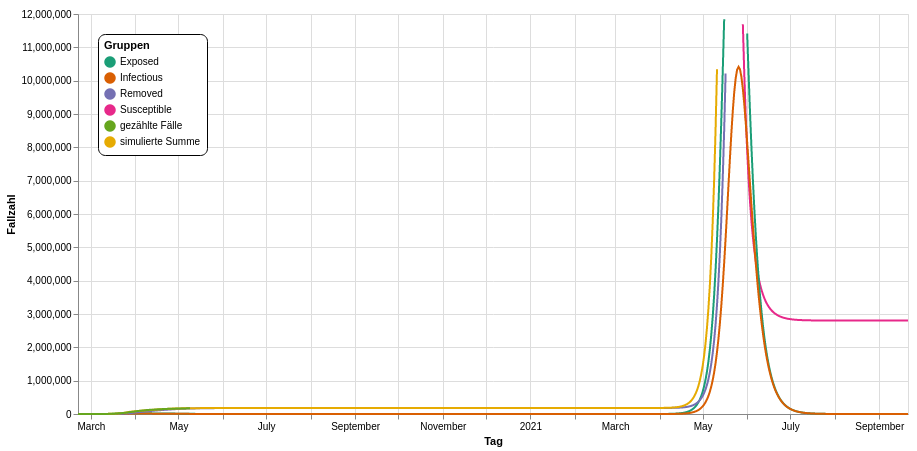 12,000,000
11,000,000
10,000,000
9,000,000
8,000,000
7,000,000
6,000,000
5,000,000
4,000,000
3,000,000
2,000,000
1,000,000
0
Fallzahl
Gruppen
Exposed
Infectious
Removed
Susceptible
gezählte Fälle
simulierte Summe
March May July September November 2021 March May July September
Tag